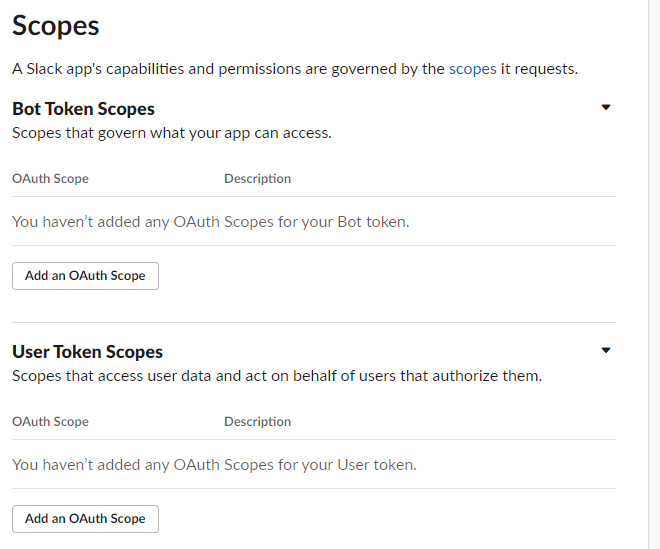 Scopes
A Slack app's capabilities and permissions are governed by the scopes it requests.
Bot Token Scopes
Scopes that govern what your app can access.
OAuth Scope Description
You haven’t added any OAuth Scopes for your Bot token.
Add an OAuth Scope
User Token Scopes
Scopes that access user data and act on behalf of users that authorize them.
OAuth Scope Description
You haven’t added any OAuth Scopes for your User token.
Add an OAuth Scope